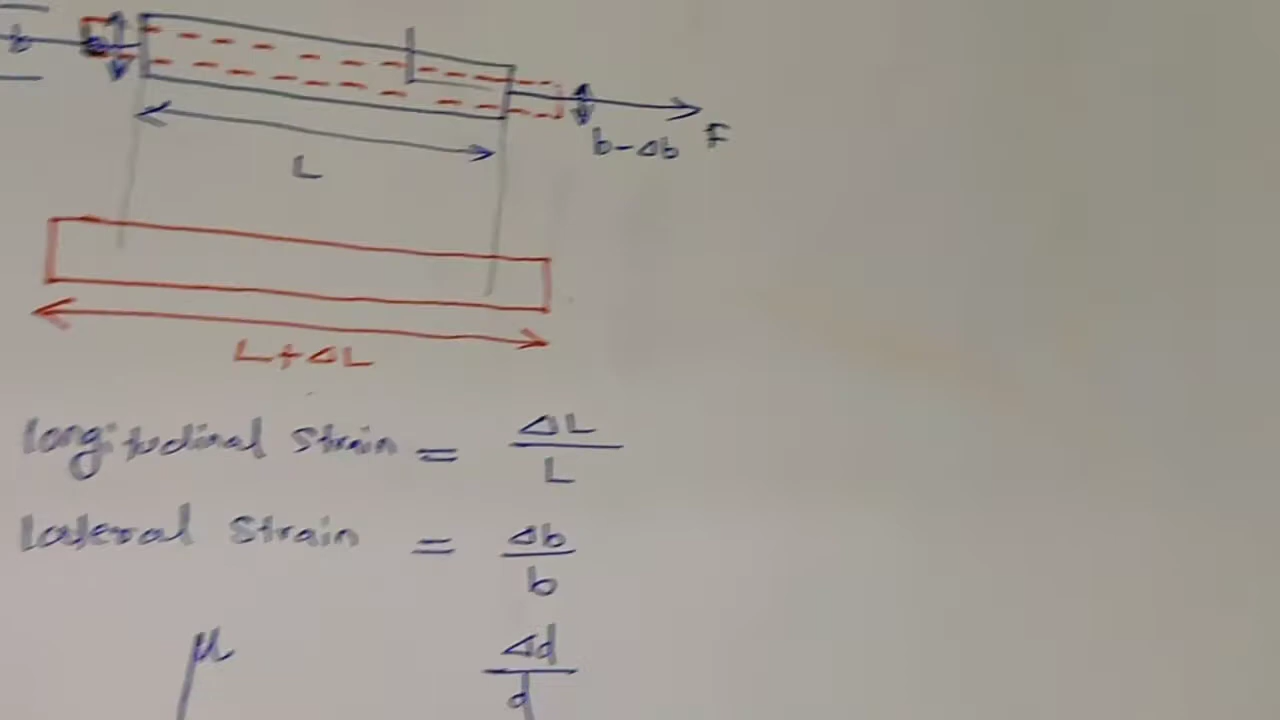 b
b
b-Δb F
L
L+ΔL
longitudinal strain = ΔL/L
lateral strain = Δb/b
μ Δd/d